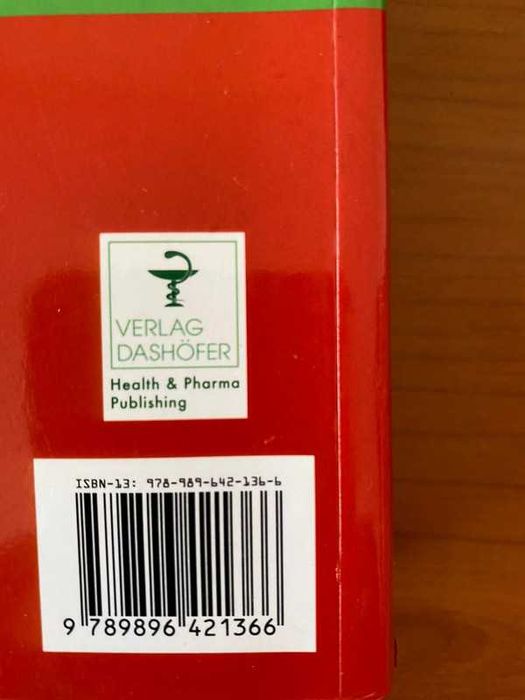 VERLAG
DASHÖFER
Health & Pharma
Publishing
ISBN-13: 978-989-642-136-6
9 789896 421366